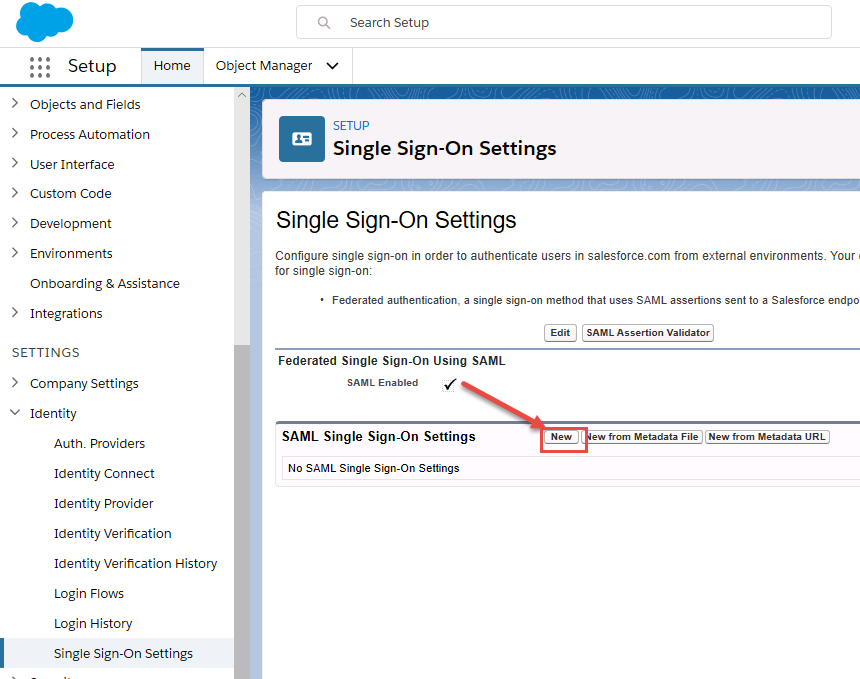 Search Setup
Setup
Home
Object Manager
Objects and Fields
Process Automation
User Interface
Custom Code
Development
Environments
Onboarding & Assistance
Integrations
SETTINGS
Company Settings
Identity
Auth. Providers
Identity Connect
Identity Provider
Identity Verification
Identity Verification History
Login Flows
Login History
Single Sign-On Settings
SETUP
Single Sign-On Settings
Single Sign-On Settings
Configure single sign-on in order to authenticate users in salesforce.com from external environments. Your
for single sign-on:
• Federated authentication, a single sign-on method that uses SAML assertions sent to a Salesforce endpo
Edit
SAML Assertion Validator
Federated Single Sign-On Using SAML
SAML Enabled
SAML Single Sign-On Settings
New
New from Metadata File
New from Metadata URL
No SAML Single Sign-On Settings